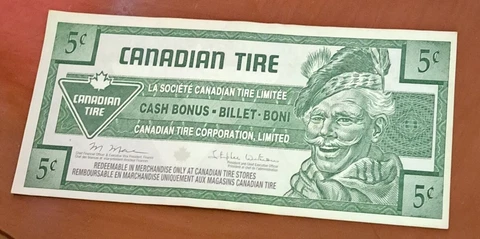 5¢
CANADIAN TIRE
5¢
LA SOCIÉTÉ CANADIAN TIRE LIMITÉE
CANADIAN
TIRE
CASH BONUS - BILLET - BONI
CANADIAN TIRE CORPORATION, LIMITED
5¢
REDEEMABLE IN MERCHANDISE ONLY AT CANADIAN TIRE STORES
REMBOURSABLE EN MARCHANDISE UNIQUEMENT AUX MAGASINS CANADIAN TIRE
5¢